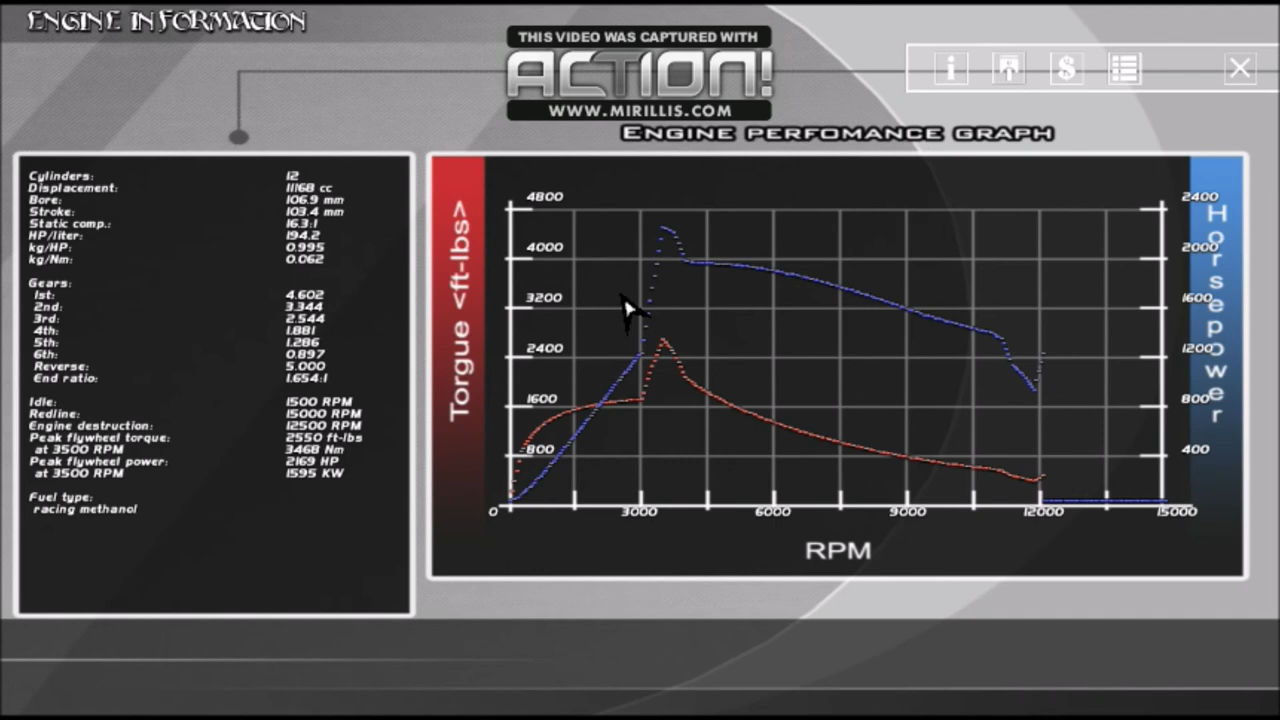 ENGINE INFORMATION
THIS VIDEO WAS CAPTURED WITH
ACTION!
WWW.MIRILLIS.COM
i $
ENGINE PERFOMANCE GRAPH
Cylinders: 12
Displacement: 11168 cc
Bore: 106.9 mm
Stroke: 103.4 mm
Static comp.: 16.3:1
HP/liter: 194.2
kg/HP: 0.995
kg/Nm: 0.062
Gears:
1st: 4.602
2nd: 3.344
3rd: 2.544
4th: 1.881
5th: 1.286
6th: 0.897
Reverse: 5.000
End ratio: 1.654:1
Idle: 1500 RPM
Redline: 15000 RPM
Engine destruction: 12500 RPM
Peak flywheel torque: 2550 ft-lbs
at 3500 RPM 3468 Nm
Peak flywheel power: 2169 HP
at 3500 RPM 1595 KW
Fuel type:
racing methanol
Torgue <ft-lbs>
4800
4000
3200
2400
1600
800
0 3000 6000 9000 12000 15000
RPM
2400
2000
1600
1200
800
400
Horsepower